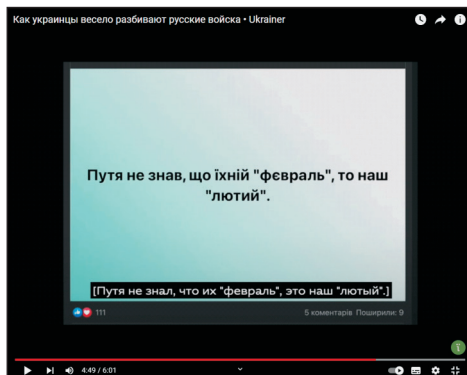 Как украинцы весело разбивают русские войска • Ukrainer
Путя не знав, що їхній "фєвраль", то наш
"лютий".
[Путя не знал, что их "февраль", это наш "лютый".]
111
5 коментарів Поширили: 9
4:49 / 6:01